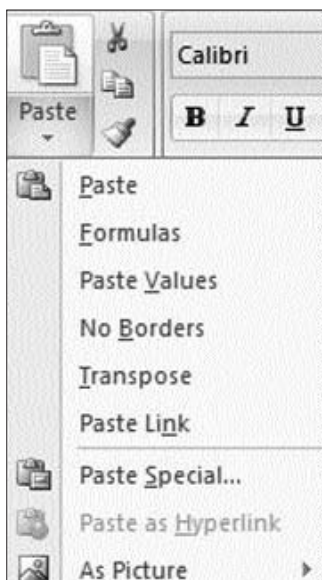 Calibri
Paste
B I U
Paste
Formulas
Paste Values
No Borders
Transpose
Paste Link
Paste Special...
Paste as Hyperlink
As Picture